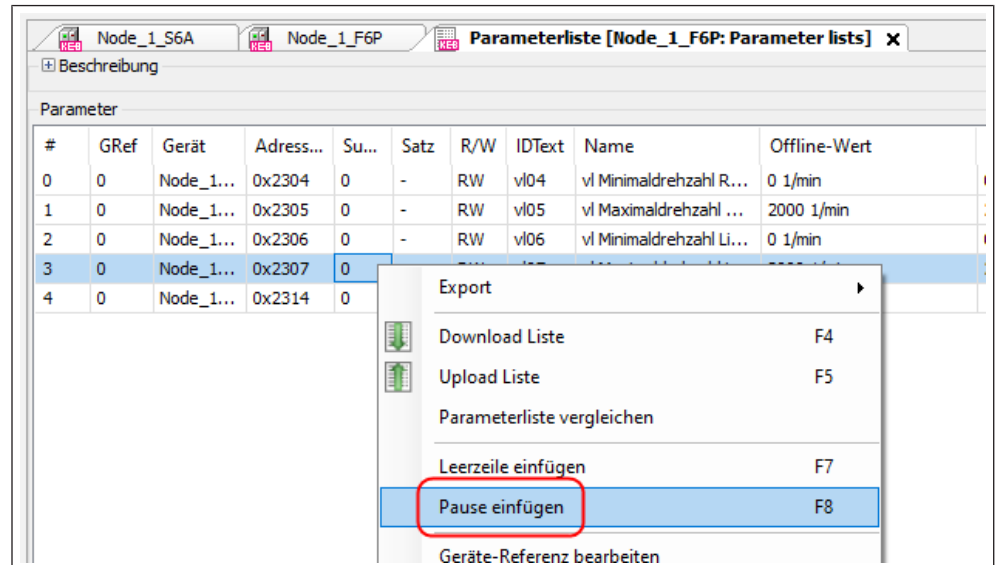 KEB Node_1_S6A KEB Node_1_F6P KEB Parameterliste [Node_1_F6P: Parameter lists] x
Beschreibung
Parameter
# GRef Gerät Adress... Su... Satz R/W IDText Name Offline-Wert
0 0 Node_1... 0x2304 0 - RW vl04 vl Minimaldrehzahl R... 0 1/min
1 0 Node_1... 0x2305 0 - RW vl05 vl Maximaldrehzahl ... 2000 1/min
2 0 Node_1... 0x2306 0 - RW vl06 vl Minimaldrehzahl Li... 0 1/min
3 0 Node_1... 0x2307 0
4 0 Node_1... 0x2314 0
Export
Download Liste F4
Upload Liste F5
Parameterliste vergleichen
Leerzeile einfügen F7
Pause einfügen F8
Geräte-Referenz bearbeiten